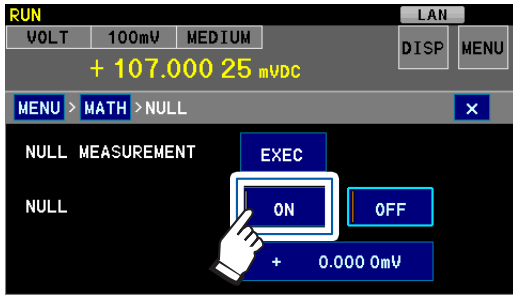 RUN LAN
VOLT 100mV MEDIUM DISP MENU
+ 107.000 25 mVDC
MENU > MATH > NULL ×
NULL MEASUREMENT EXEC
NULL ON OFF
+ 0.000 0mV